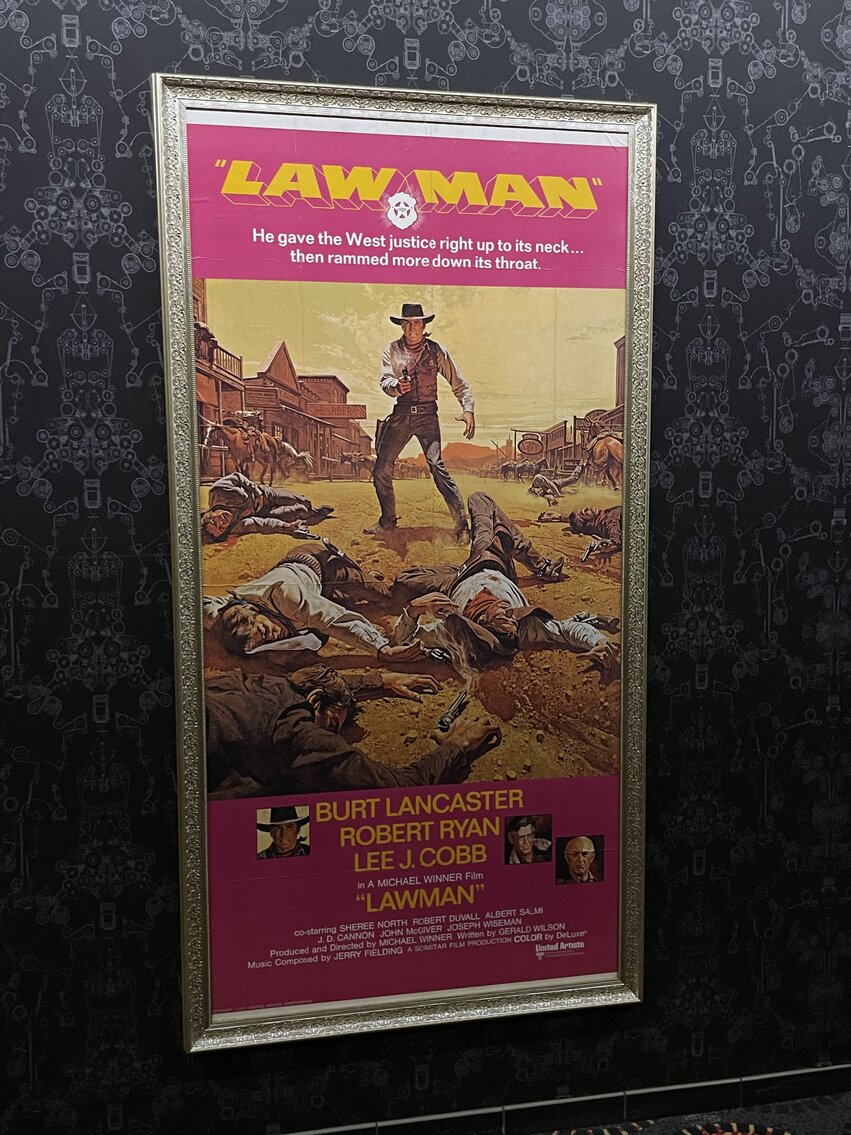 "LAWMAN"
He gave the West justice right up to its neck...
then rammed more down its throat.
BARBER
BURT LANCASTER
ROBERT RYAN
LEE J. COBB
in A MICHAEL WINNER Film
"LAWMAN"
co-starring SHEREE NORTH ROBERT DUVALL ALBERT SALMI
J. D. CANNON JOHN McGIVER JOSEPH WISEMAN
Produced and Directed by MICHAEL WINNER Written by GERALD WILSON
Music Composed by JERRY FIELDING A SCIMITAR FILM PRODUCTION COLOR by DeLuxe®
United Artists